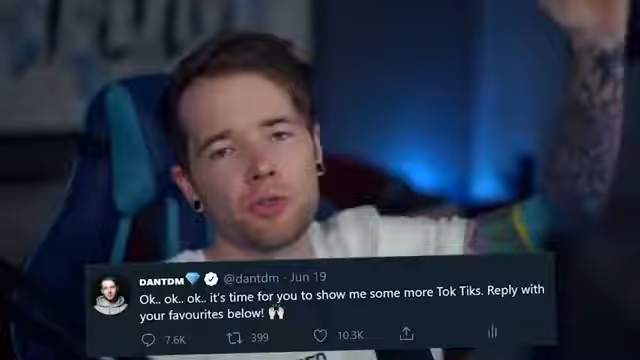 DANTDM💎 @dantdm · Jun 19
Ok.. ok.. ok.. it's time for you to show me some more Tok Tiks. Reply with
your favourites below! 🙌🏻
7.6K 399 10.3K